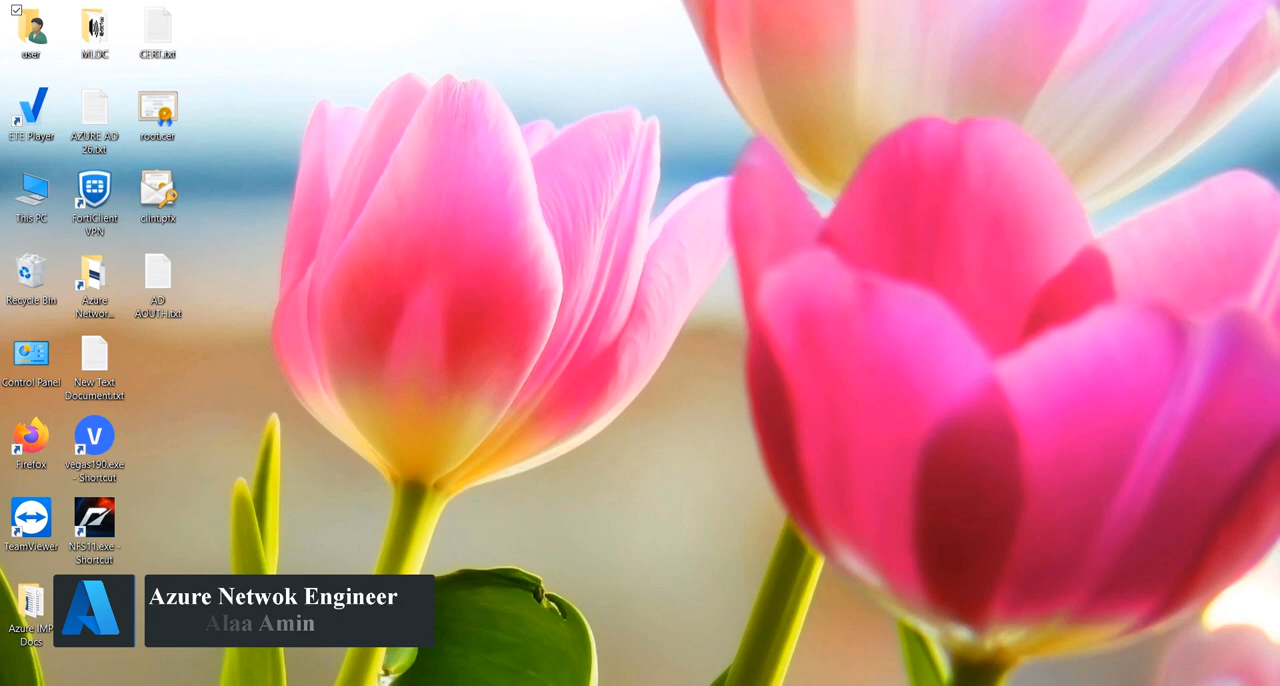 user
MLDC
CERT.txt
ETE Player
AZURE AD
26.txt
root.cer
This PC
FortiClient
VPN
clint.pfx
Recycle Bin
Azure
Networ...
AD
AOUTH.txt
Control Panel
New Text
Document.txt
Firefox
V
vegas190.exe
- Shortcut
TeamViewer
NFS11.exe -
Shortcut
Azure IMP
Docs
Azure Netwok Engineer
Alaa Amin